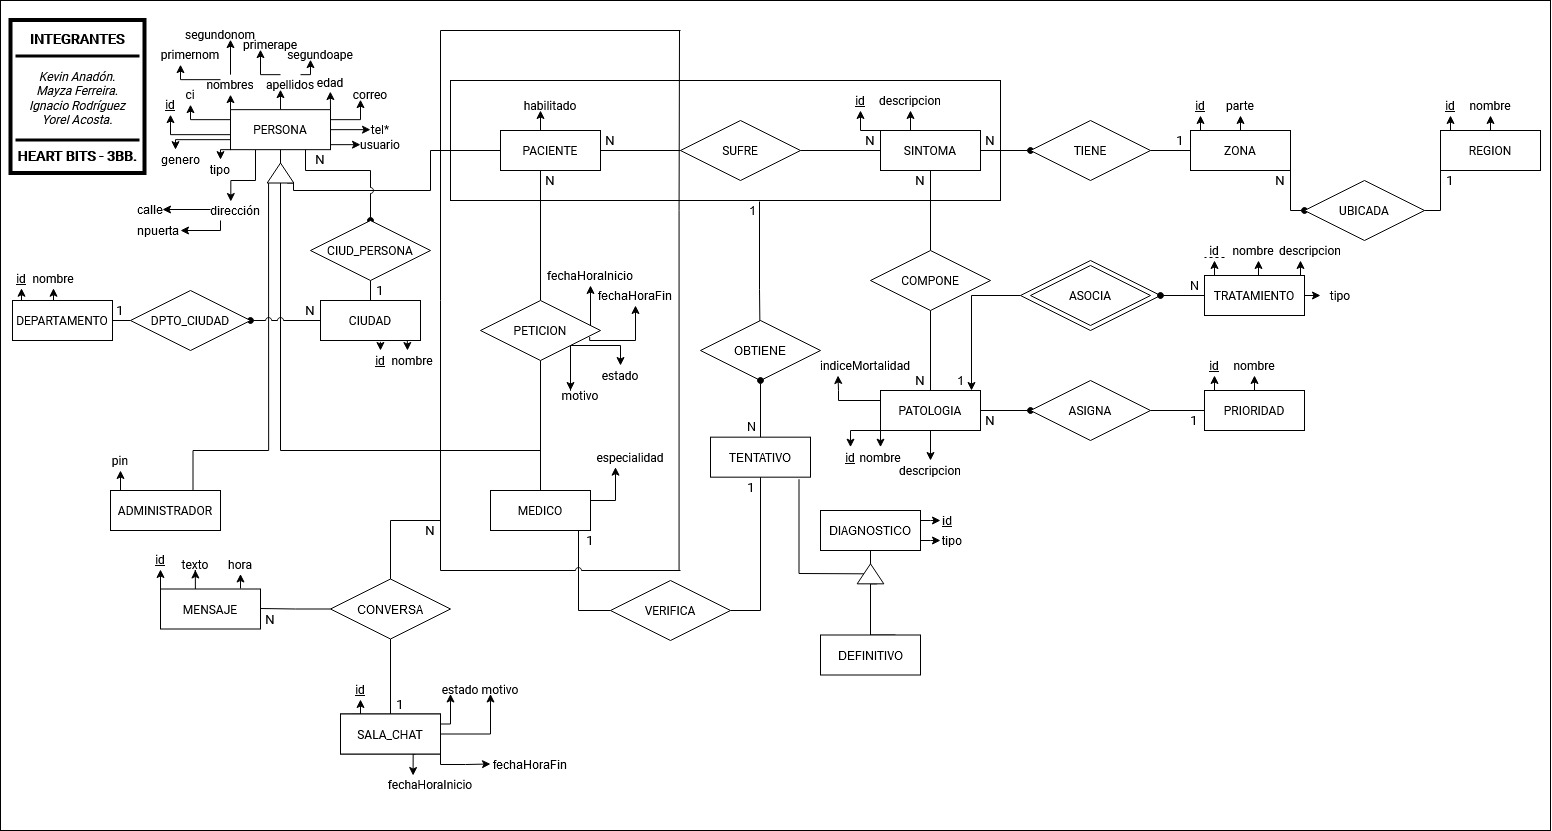 INTEGRANTES
Kevin Anadón.
Mayza Ferreira.
Ignacio Rodríguez
Yorel Acosta.
HEART BITS - 3BB.
segundonom
primerape
primernom
segundoape
nombres
apellidos
edad
ci
correo
id
PERSONA
tel*
usuario
genero
tipo
N
calle
dirección
npuerta
CIUD_PERSONA
1
id nombre
DEPARTAMENTO
1
DPTO_CIUDAD
N
CIUDAD
id nombre
habilitado
PACIENTE
N
N
SUFRE
id descripcion
N
SINTOMA
N
N
TIENE
1
id parte
ZONA
N
id nombre
REGION
1
UBICADA
1
fechaHoraInicio
fechaHoraFin
PETICION
estado
motivo
COMPONE
N
ASOCIA
1
N
id nombre descripcion
TRATAMIENTO
tipo
OBTIENE
N
indiceMortalidad
PATOLOGIA
N
id nombre
descripcion
ASIGNA
1
id nombre
PRIORIDAD
TENTATIVO
1
pin
ADMINISTRADOR
especialidad
MEDICO
1
N
DIAGNOSTICO
id
tipo
DEFINITIVO
VERIFICA
id texto hora
MENSAJE
N
CONVERSA
1
id
estado motivo
SALA_CHAT
fechaHoraFin
fechaHoraInicio